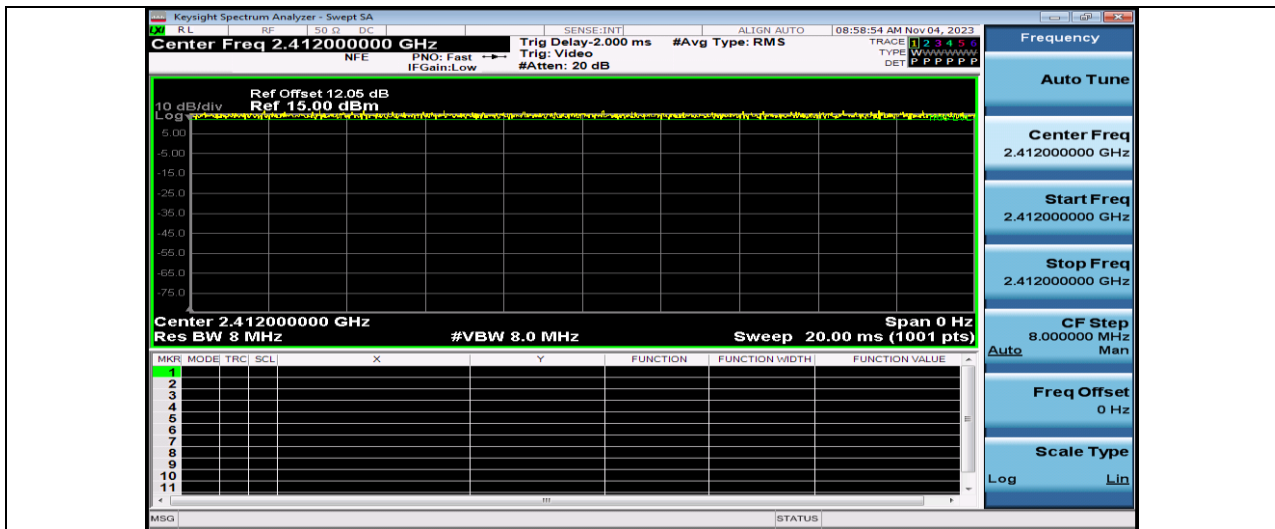 Keysight Spectrum Analyzer - Swept SA
LXI RL RF 50 Ω DC SENSE:INT ALIGN AUTO 08:58:54 AM Nov 04, 2023
Center Freq 2.412000000 GHz
NFE
PNO: Fast
IFGain:Low
Trig Delay-2.000 ms
Trig: Video
#Atten: 20 dB
#Avg Type: RMS
TRACE 1 2 3 4 5 6
TYPE W W W W W W
DET P P P P P P
Ref Offset 12.05 dB
10 dB/div Ref 15.00 dBm
Log
5.00
-5.00
-15.0
-25.0
-35.0
-45.0
-55.0
-65.0
-75.0
Center 2.412000000 GHz Span 0 Hz
Res BW 8 MHz #VBW 8.0 MHz Sweep 20.00 ms (1001 pts)
MKR MODE TRC SCL X Y FUNCTION FUNCTION WIDTH FUNCTION VALUE
1
2
3
4
5
6
7
8
9
10
11
MSG STATUS
Frequency
Auto Tune
Center Freq
2.412000000 GHz
Start Freq
2.412000000 GHz
Stop Freq
2.412000000 GHz
CF Step
8.000000 MHz
Auto Man
Freq Offset
0 Hz
Scale Type
Log Lin